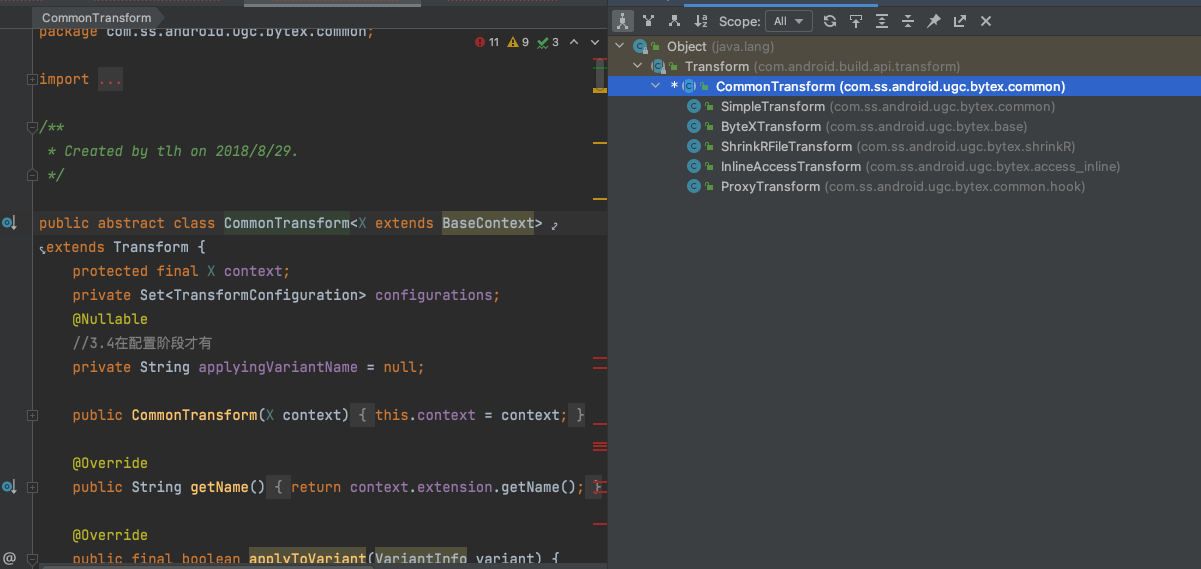 CommonTransform
package com.ss.android.ugc.bytex.common;
11 9 3
import ...
/**
* Created by tlh on 2018/8/29.
*/
public abstract class CommonTransform<X extends BaseContext>
extends Transform {
protected final X context;
private Set<TransformConfiguration> configurations;
@Nullable
//3.4在配置阶段才有
private String applyingVariantName = null;
public CommonTransform(X context) { this.context = context; }
@Override
public String getName() { return context.extension.getName(); }
@Override
@
public final boolean applyToVariant(VariantInfo variant) {
Scope: All
Object (java.lang)
Transform (com.android.build.api.transform)
* CommonTransform (com.ss.android.ugc.bytex.common)
SimpleTransform (com.ss.android.ugc.bytex.common)
ByteXTransform (com.ss.android.ugc.bytex.base)
ShrinkRFileTransform (com.ss.android.ugc.bytex.shrinkR)
InlineAccessTransform (com.ss.android.ugc.bytex.access_inline)
ProxyTransform (com.ss.android.ugc.bytex.common.hook)